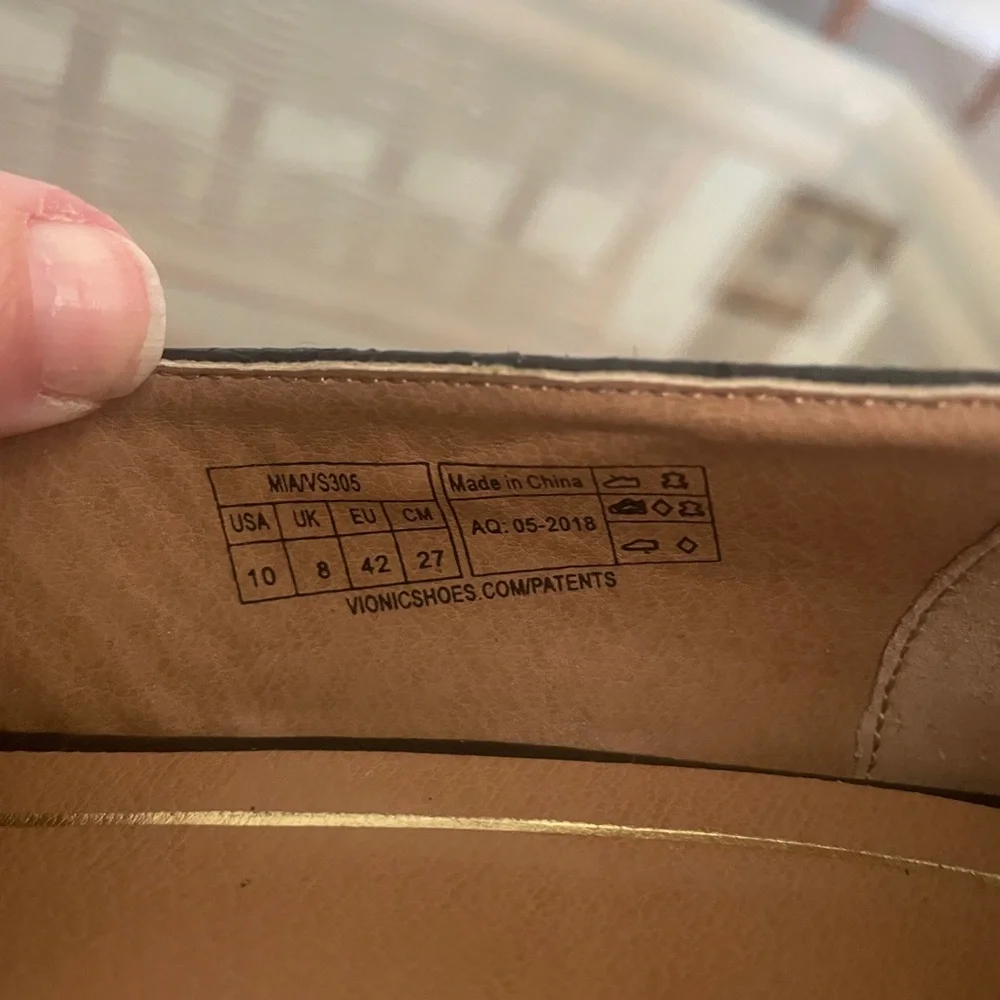 MIA/VS305
USA UK EU CM
10 8 42 27
Made in China
AQ: 05-2018
VIONICSHOES.COM/PATENTS